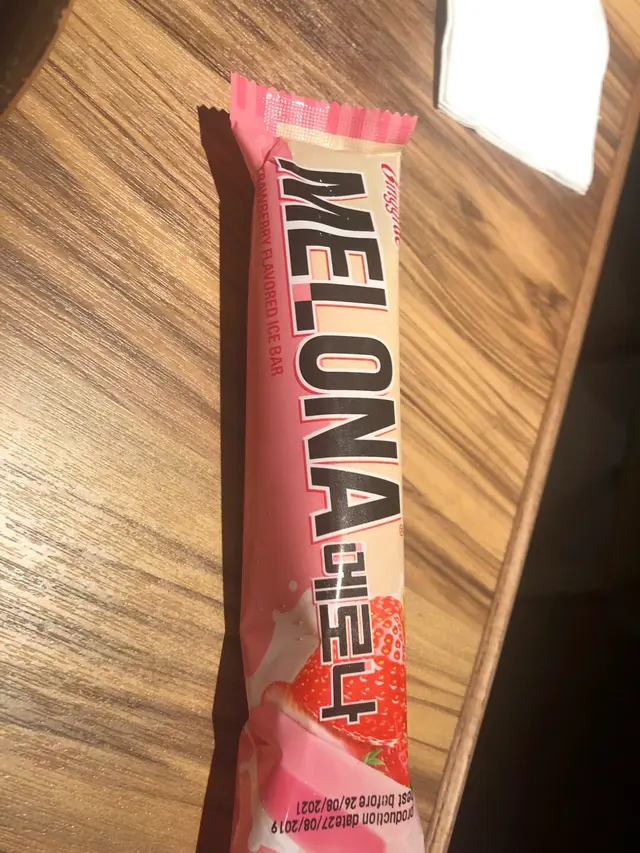 Binggrae
MELONA 메로나
STRAWBERRY FLAVORED ICE BAR
production date27/08/2019
best before 26/08/2021